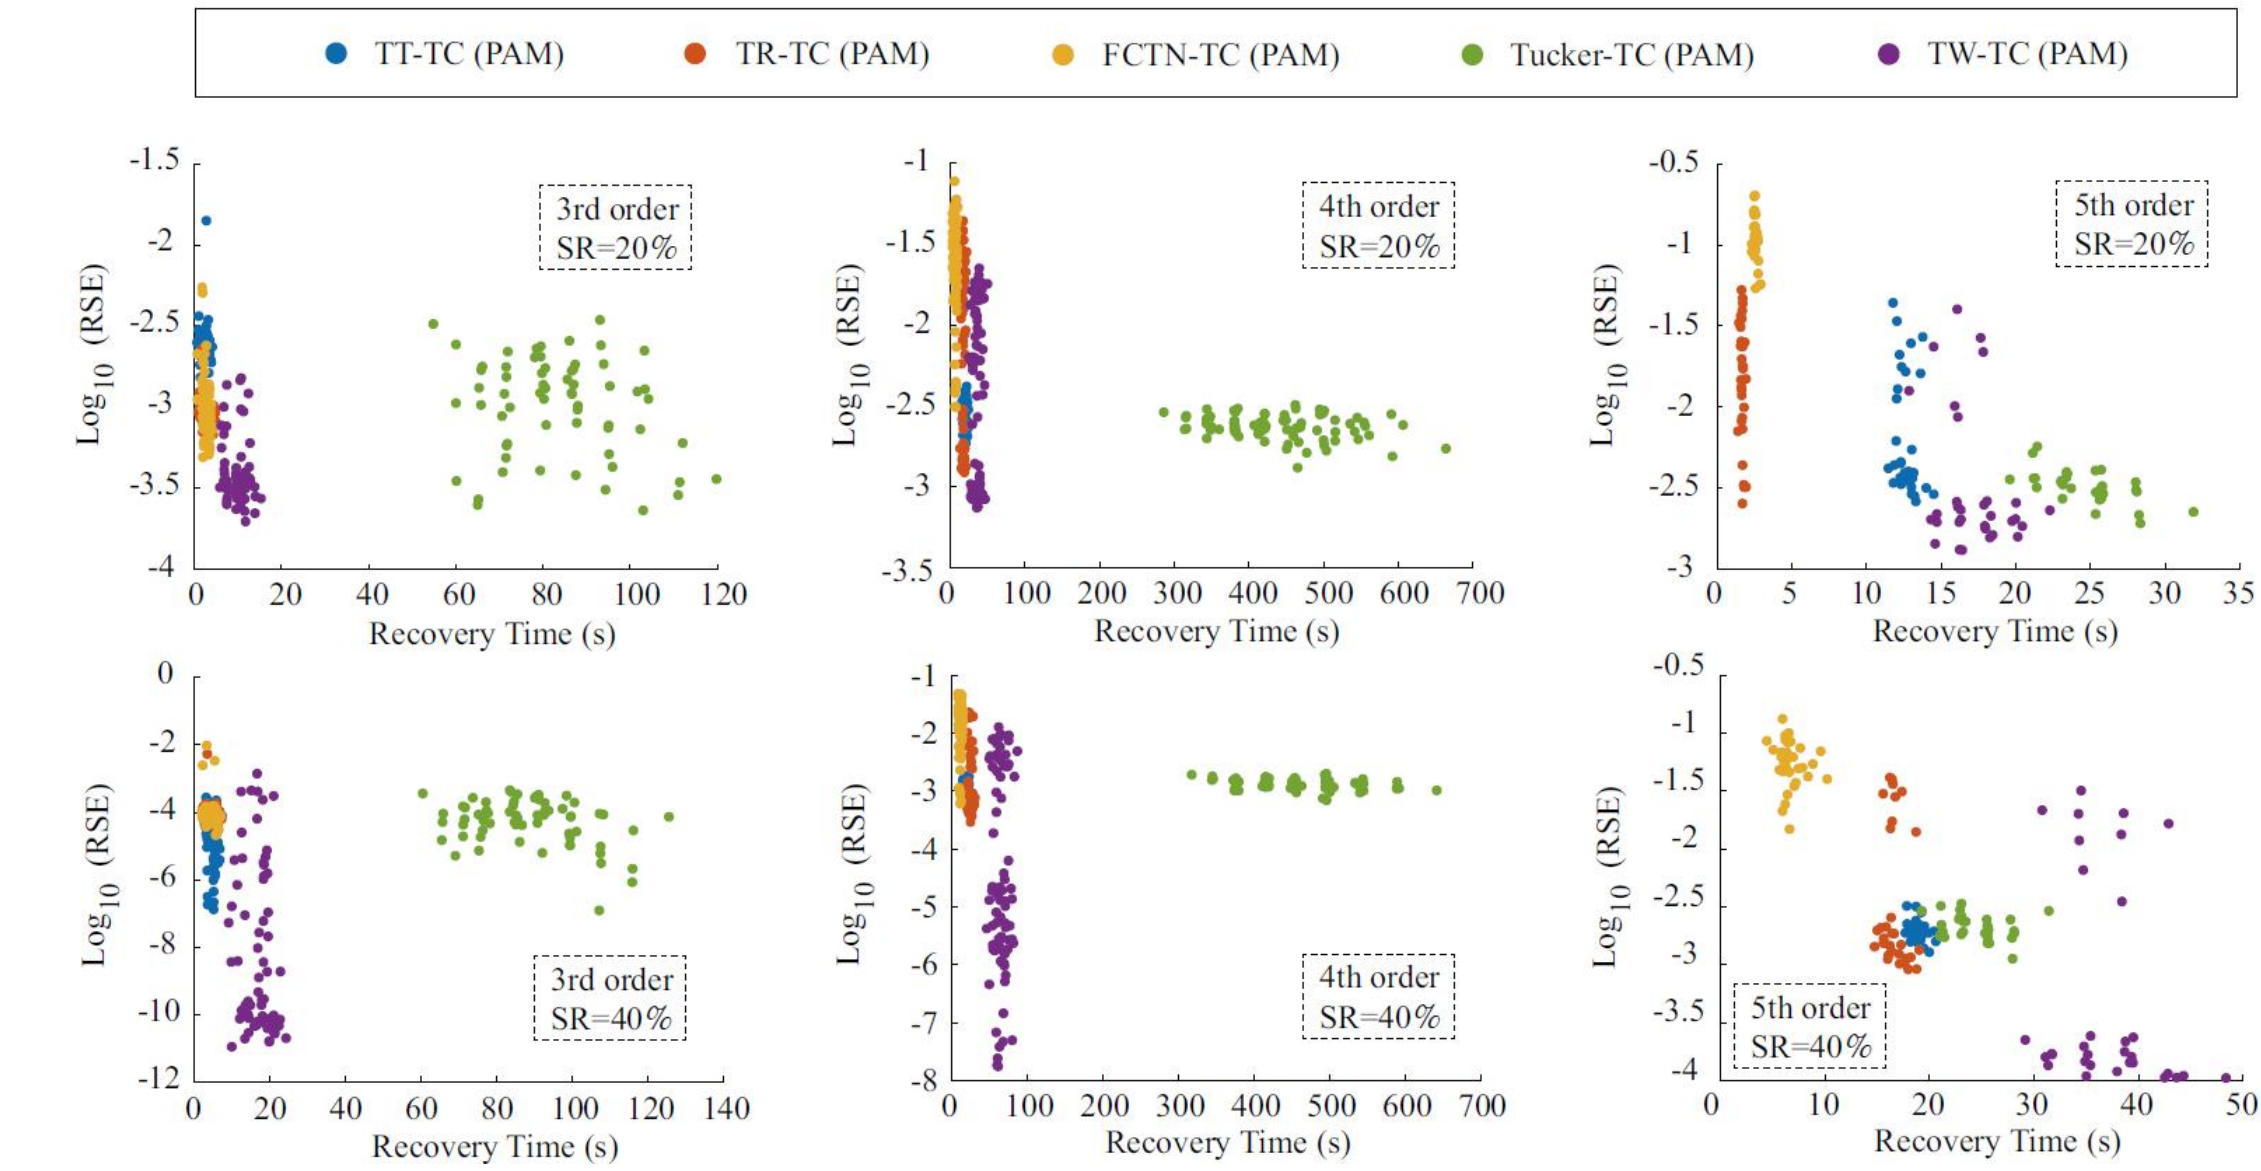 TT-TC (PAM) TR-TC (PAM) FCTN-TC (PAM) Tucker-TC (PAM) TW-TC (PAM)
-1.5
-2
-2.5
-3
-3.5
-4
Log10 (RSE)
3rd order
SR=20%
0 20 40 60 80 100 120
Recovery Time (s)
-1
-1.5
-2
-2.5
-3
-3.5
Log10 (RSE)
4th order
SR=20%
0 100 200 300 400 500 600 700
Recovery Time (s)
-0.5
-1
-1.5
-2
-2.5
-3
Log10 (RSE)
5th order
SR=20%
0 5 10 15 20 25 30 35
Recovery Time (s)
0
-2
-4
-6
-8
-10
-12
Log10 (RSE)
3rd order
SR=40%
0 20 40 60 80 100 120 140
Recovery Time (s)
-1
-2
-3
-4
-5
-6
-7
-8
Log10 (RSE)
4th order
SR=40%
0 100 200 300 400 500 600 700
Recovery Time (s)
-0.5
-1
-1.5
-2
-2.5
-3
-3.5
-4
Log10 (RSE)
5th order
SR=40%
0 10 20 30 40 50
Recovery Time (s)